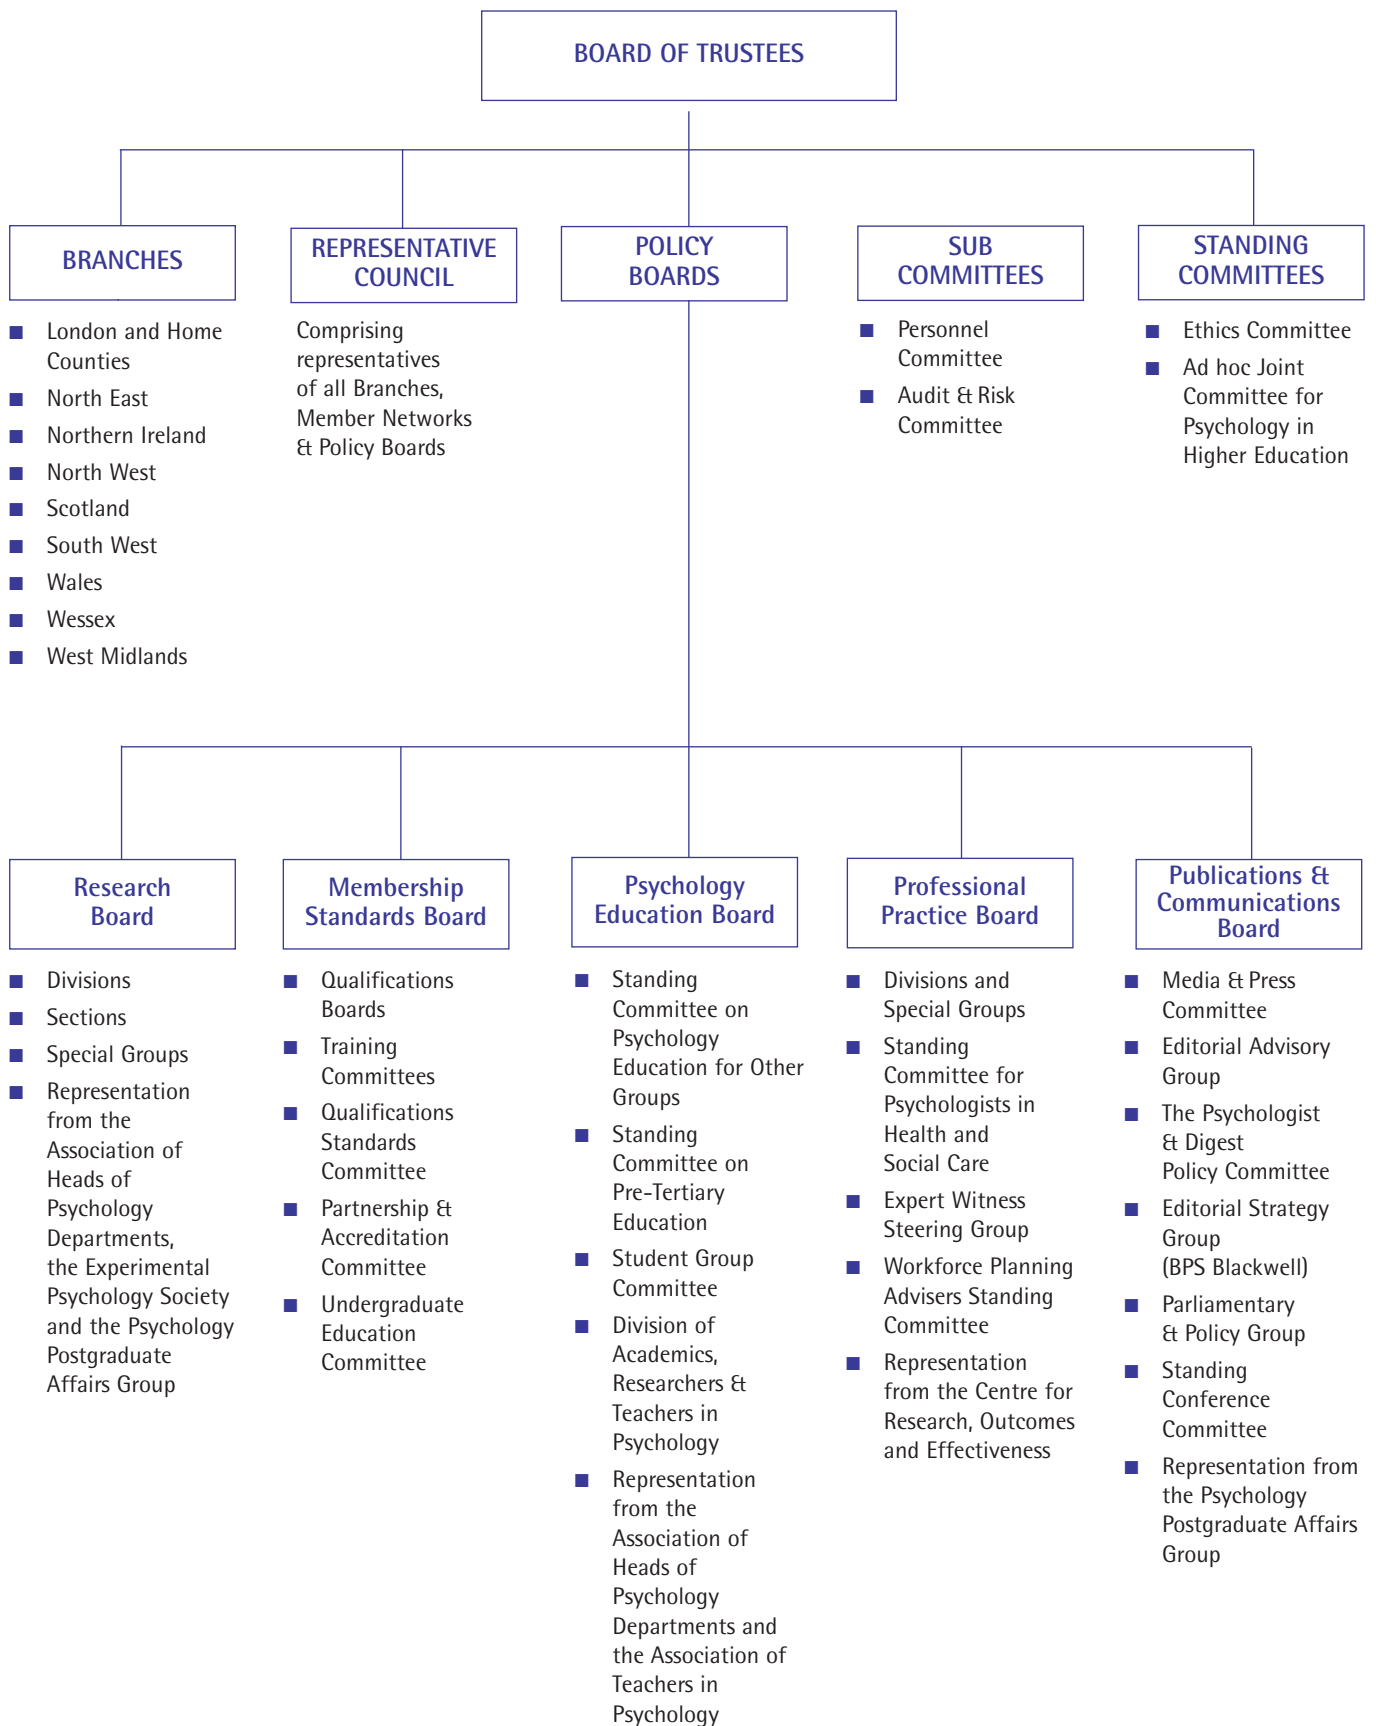 BOARD OF TRUSTEES
BRANCHES
London and Home
Counties
North East
Northern Ireland
North West
Scotland
South West
Wales
Wessex
West Midlands
REPRESENTATIVE
COUNCIL
Comprising
representatives
of all Branches,
Member Networks
& Policy Boards
POLICY
BOARDS
SUB
COMMITTEES
Personnel
Committee
Audit & Risk
Committee
STANDING
COMMITTEES
Ethics Committee
Ad hoc Joint
Committee for
Psychology in
Higher Education
Research
Board
Divisions
Sections
Special Groups
Representation
from the
Association of
Heads of
Psychology
Departments,
the Experimental
Psychology Society
and the Psychology
Postgraduate
Affairs Group
Membership
Standards Board
Qualifications
Boards
Training
Committees
Qualifications
Standards
Committee
Partnership &
Accreditation
Committee
Undergraduate
Education
Committee
Psychology
Education Board
Standing
Committee on
Psychology
Education for Other
Groups
Standing
Committee on
Pre-Tertiary
Education
Student Group
Committee
Division of
Academics,
Researchers &
Teachers in
Psychology
Representation
from the
Association of
Heads of
Psychology
Departments and
the Association of
Teachers in
Psychology
Professional
Practice Board
Divisions and
Special Groups
Standing
Committee for
Psychologists in
Health and
Social Care
Expert Witness
Steering Group
Workforce Planning
Advisers Standing
Committee
Representation
from the Centre for
Research, Outcomes
and Effectiveness
Publications &
Communications
Board
Media & Press
Committee
Editorial Advisory
Group
The Psychologist
& Digest
Policy Committee
Editorial Strategy
Group
(BPS Blackwell)
Parliamentary
& Policy Group
Standing
Conference
Committee
Representation from
the Psychology
Postgraduate Affairs
Group